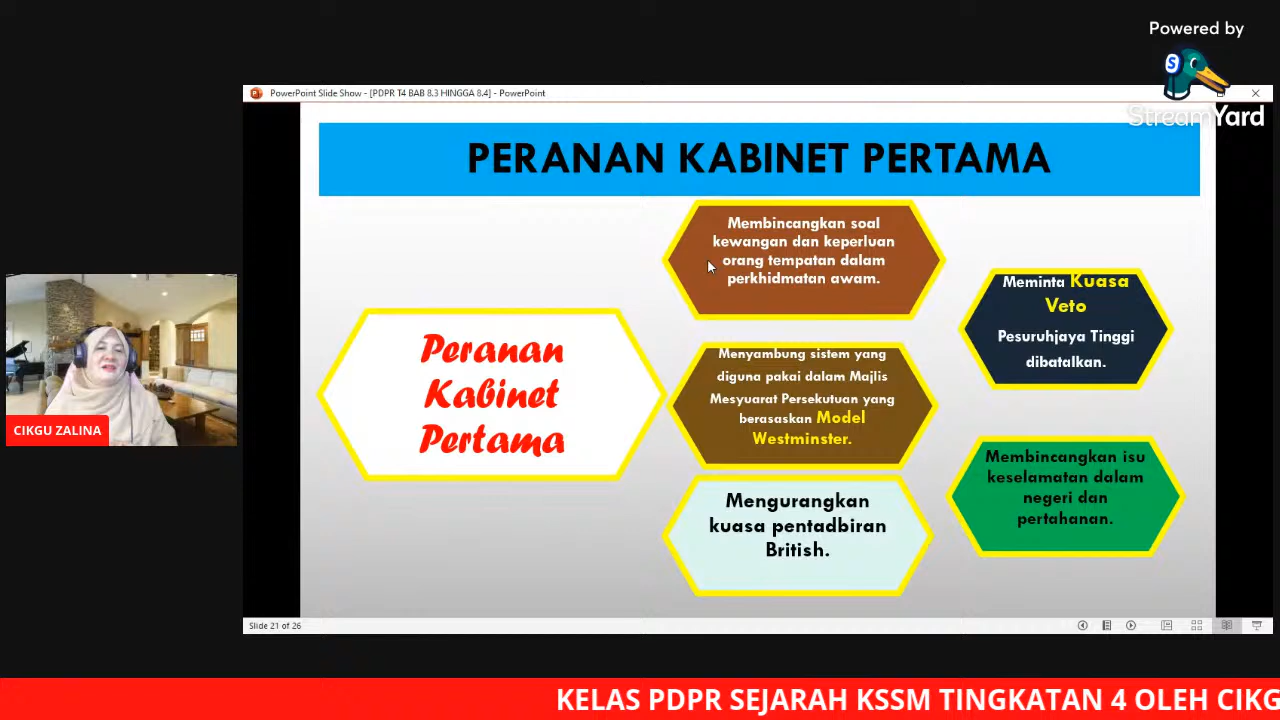 Powered by
StreamYard
PowerPoint Slide Show - [PDPR T4 BAB 8.3 HINGGA 8.4] - PowerPoint
PERANAN KABINET PERTAMA
Peranan
Kabinet
Pertama
Membincangkan soal
kewangan dan keperluan
orang tempatan dalam
perkhidmatan awam.
Menyambung sistem yang
diguna pakai dalam Majlis
Mesyuarat Persekutuan yang
berasaskan Model
Westminster.
Mengurangkan
kuasa pentadbiran
British.
Meminta Kuasa
Veto
Pesuruhjaya Tinggi
dibatalkan.
Membincangkan isu
keselamatan dalam
negeri dan
pertahanan.
CIKGU ZALINA
Slide 21 of 26
KELAS PDPR SEJARAH KSSM TINGKATAN 4 OLEH CIKG